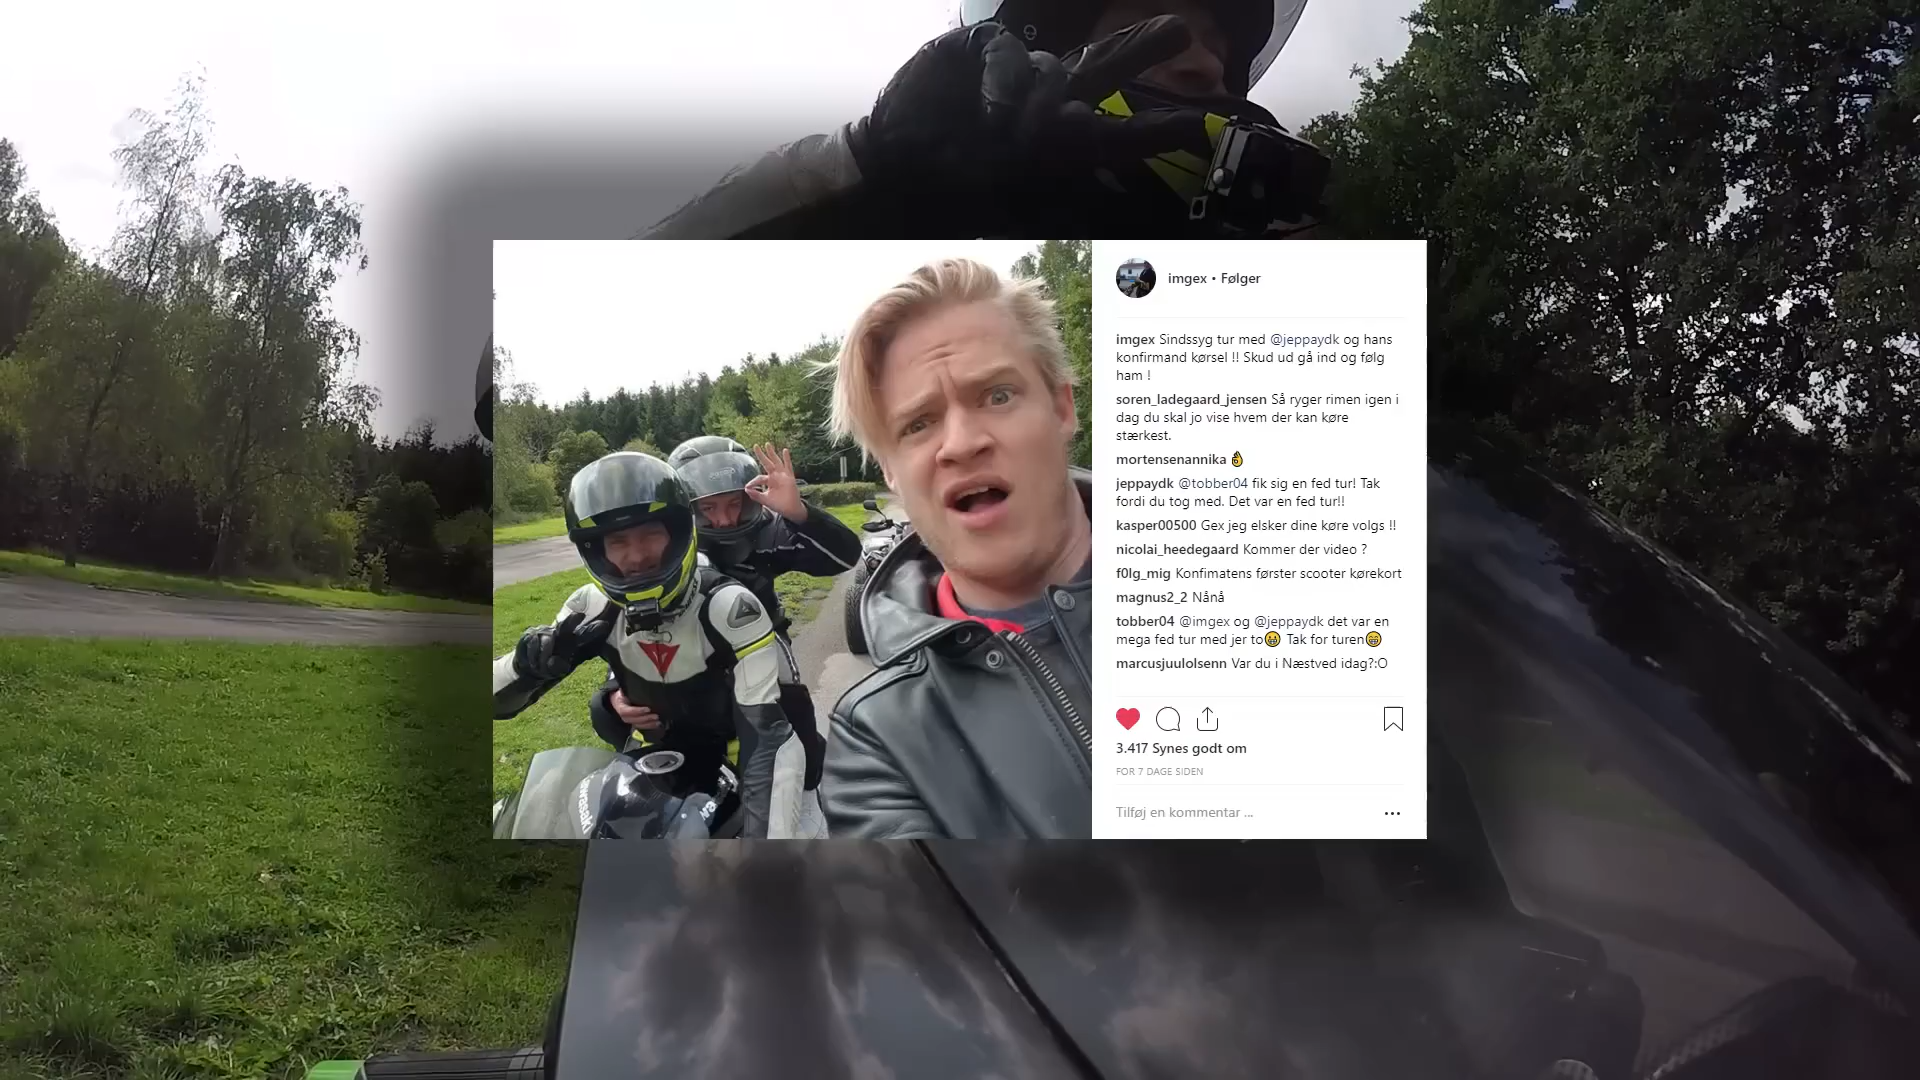 imgex • Følger
imgex Sindssyg tur med @jeppaydk og hans
konfirmand kørsel !! Skud ud gå ind og følg
ham !
soren_ladegaard_jensen Så ryger rimen igen i
dag du skal jo vise hvem der kan køre
stærkest.
mortensenannika 👌
jeppaydk @tobber04 fik sig en fed tur! Tak
fordi du tog med. Det var en fed tur!!
kasper00500 Gex jeg elsker dine køre volgs !!
nicolai_heedegaard Kommer der video ?
f0lg_mig Konfimatens førster scooter kørekort
magnus2_2 Nånå
tobber04 @imgex og @jeppaydk det var en
mega fed tur med jer to😄 Tak for turen😁
marcusjuulolsenn Var du i Næstved idag?:O
3.417 Synes godt om
FOR 7 DAGE SIDEN
Tilføj en kommentar ...
Kawasaki